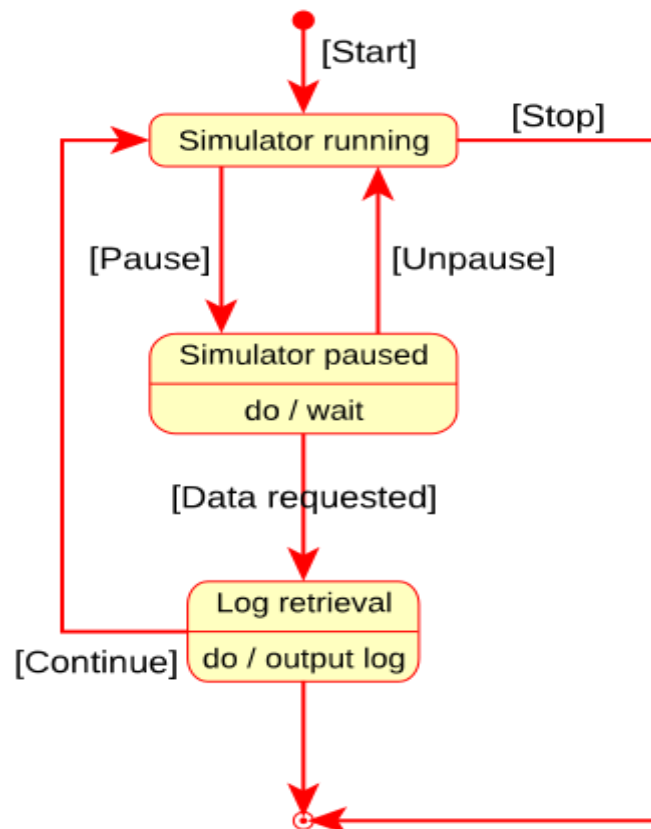 [Start]
[Stop]
Simulator running
[Pause]
[Unpause]
Simulator paused
do / wait
[Data requested]
Log retrieval
do / output log
[Continue]